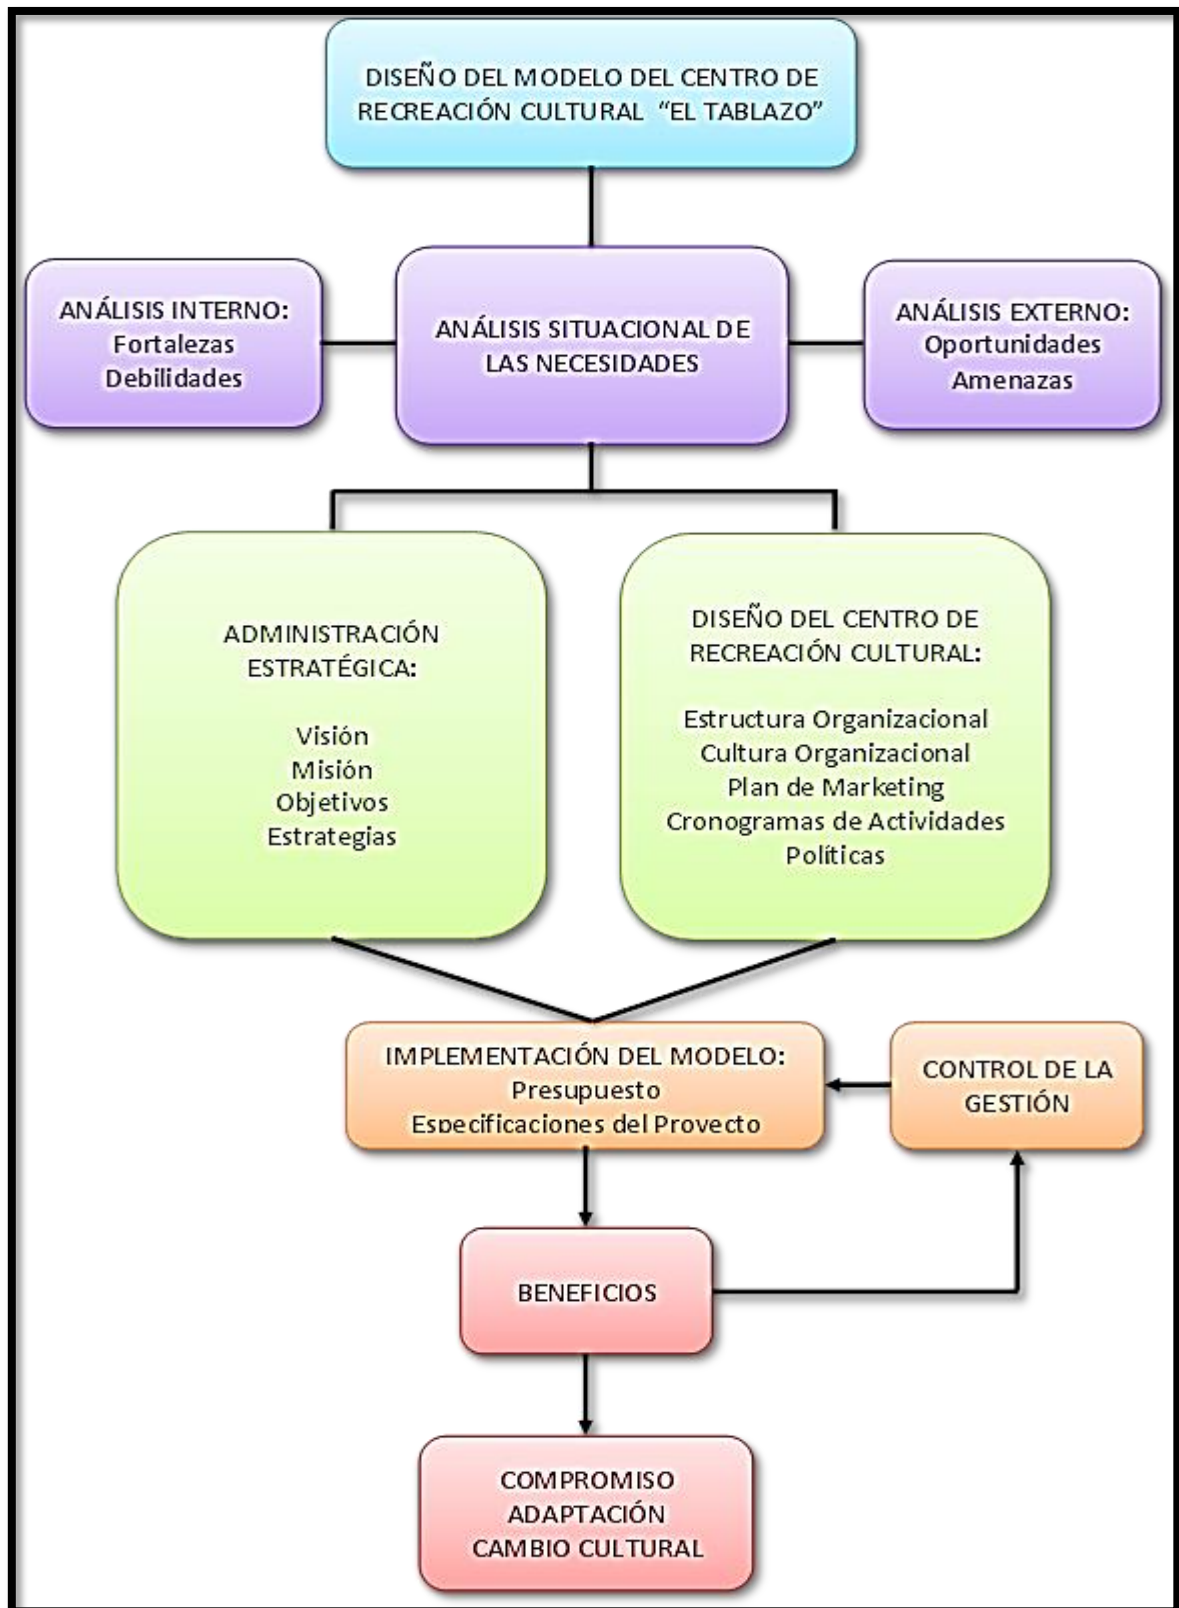 DISEÑO DEL MODELO DEL CENTRO DE
RECREACIÓN CULTURAL “EL TABLAZO”
ANÁLISIS INTERNO:
Fortalezas
Debilidades
ANÁLISIS SITUACIONAL DE
LAS NECESIDADES
ANÁLISIS EXTERNO:
Oportunidades
Amenazas
ADMINISTRACIÓN
ESTRATÉGICA:
Visión
Misión
Objetivos
Estrategias
DISEÑO DEL CENTRO DE
RECREACIÓN CULTURAL:
Estructura Organizacional
Cultura Organizacional
Plan de Marketing
Cronogramas de Actividades
Políticas
IMPLEMENTACIÓN DEL MODELO:
Presupuesto
Especificaciones del Proyecto
CONTROL DE LA
GESTIÓN
BENEFICIOS
COMPROMISO
ADAPTACIÓN
CAMBIO CULTURAL